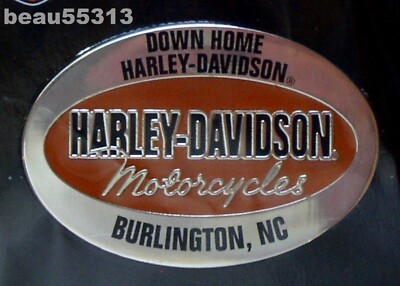 beau55313
DOWN HOME
HARLEY-DAVIDSON®
HARLEY-DAVIDSON®
Motorcycles
BURLINGTON, NC